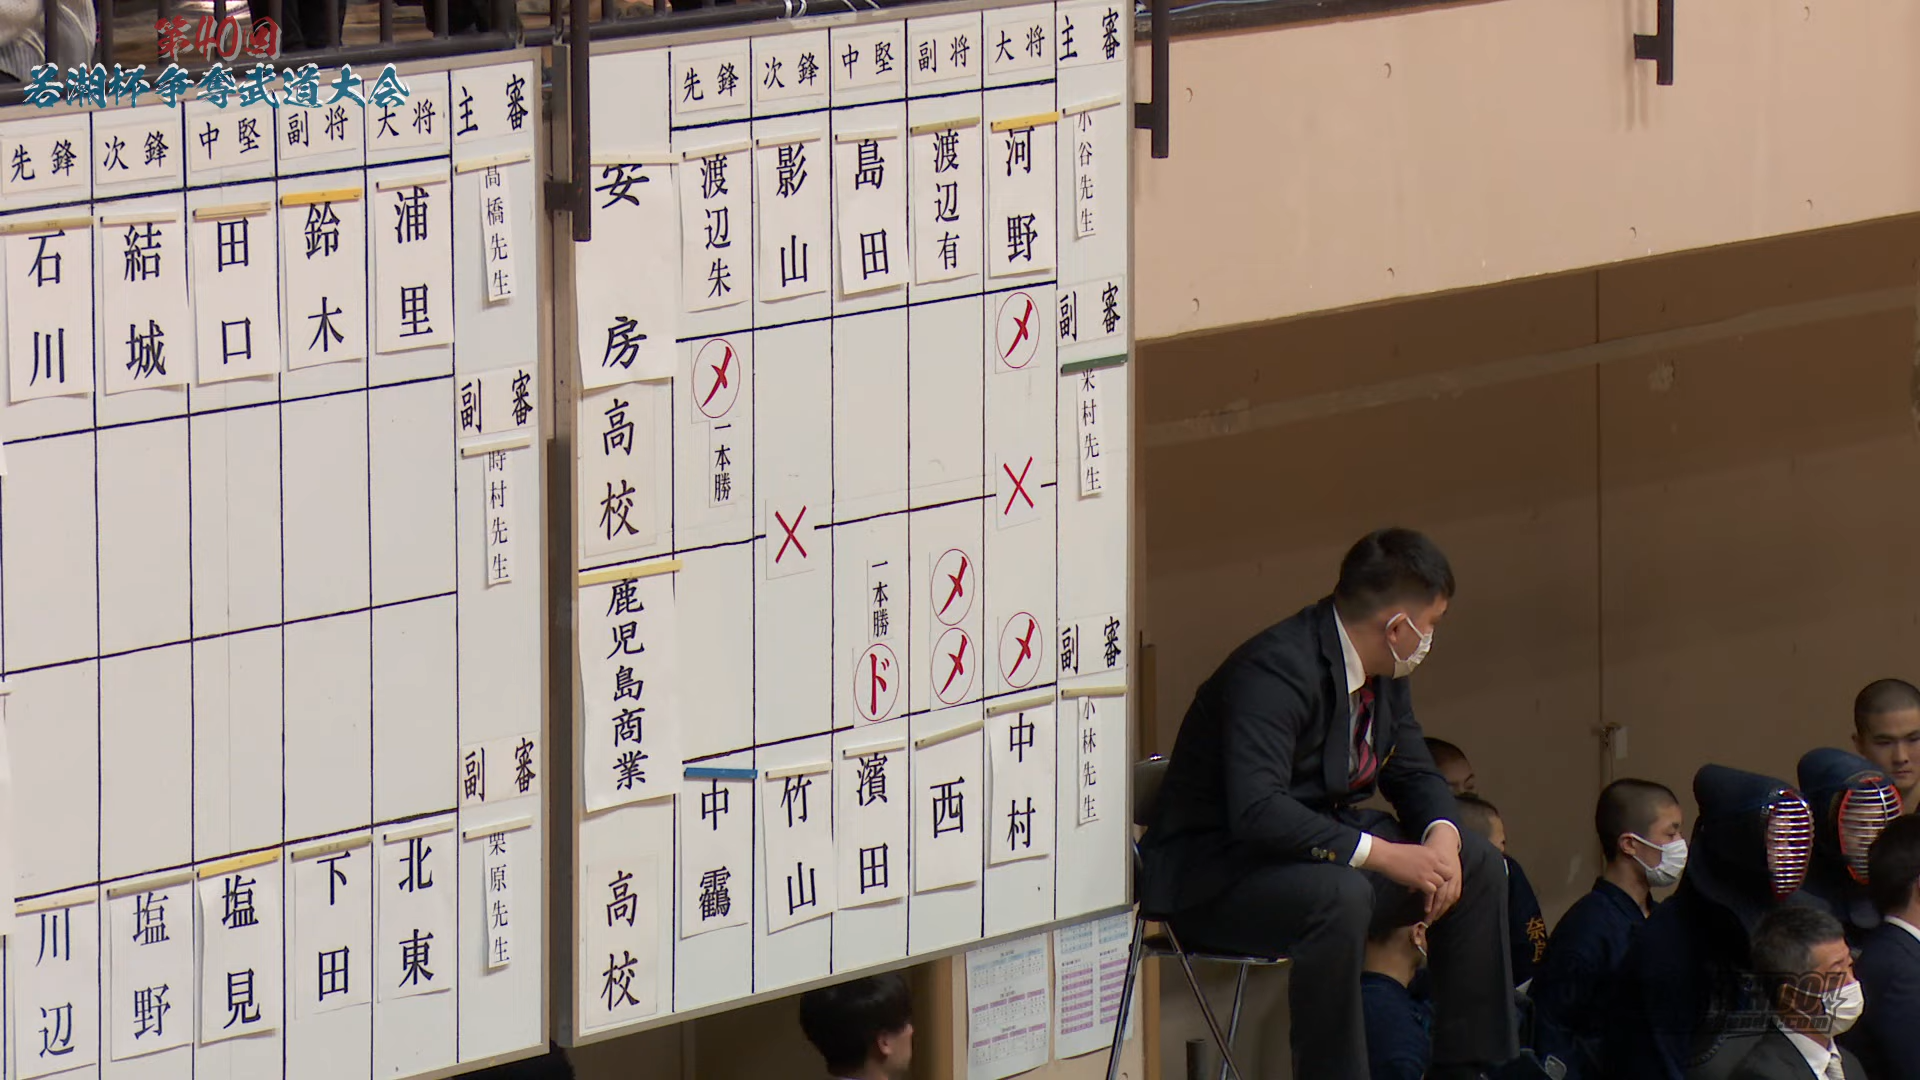 第40回
若潮杯争奪武道大会
先鋒 次鋒 中堅 副将 大将 主審
石川 結城 田口 鈴木 浦里 高橋先生
副審
時村先生
副審
川辺 塩野 塩見 下田 北東 栗原先生
先鋒 次鋒 中堅 副将 大将 主審
安房高校 渡辺朱 影山 島田 渡辺有 河野 小谷先生
副審
米村先生
メ メ
一本勝
× ×
一本勝 メ
ド メ メ
副審
鹿児島商業高校 中靏 竹山 濱田 西 中村 小林先生